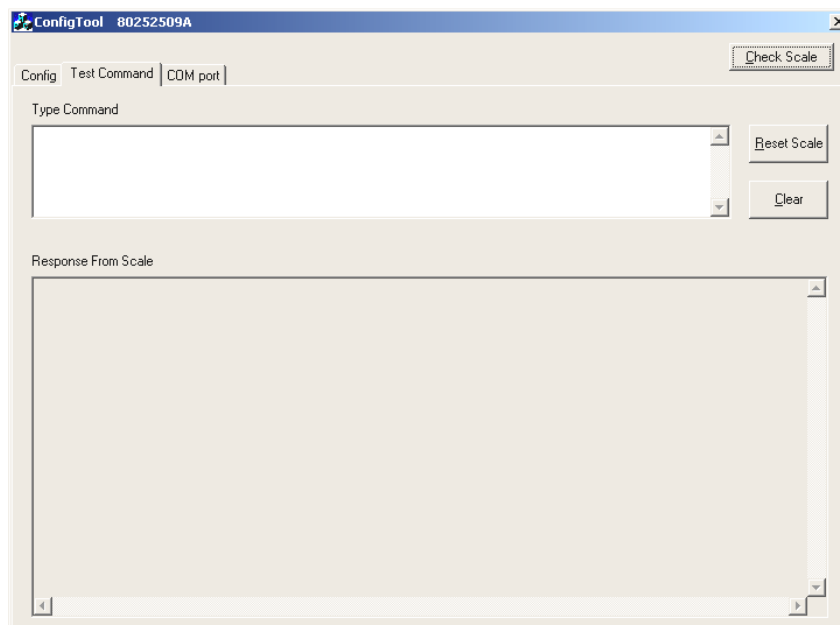 ConfigTool 80252509A
Check Scale
Config Test Command COM port
Type Command
Reset Scale
Clear
Response From Scale